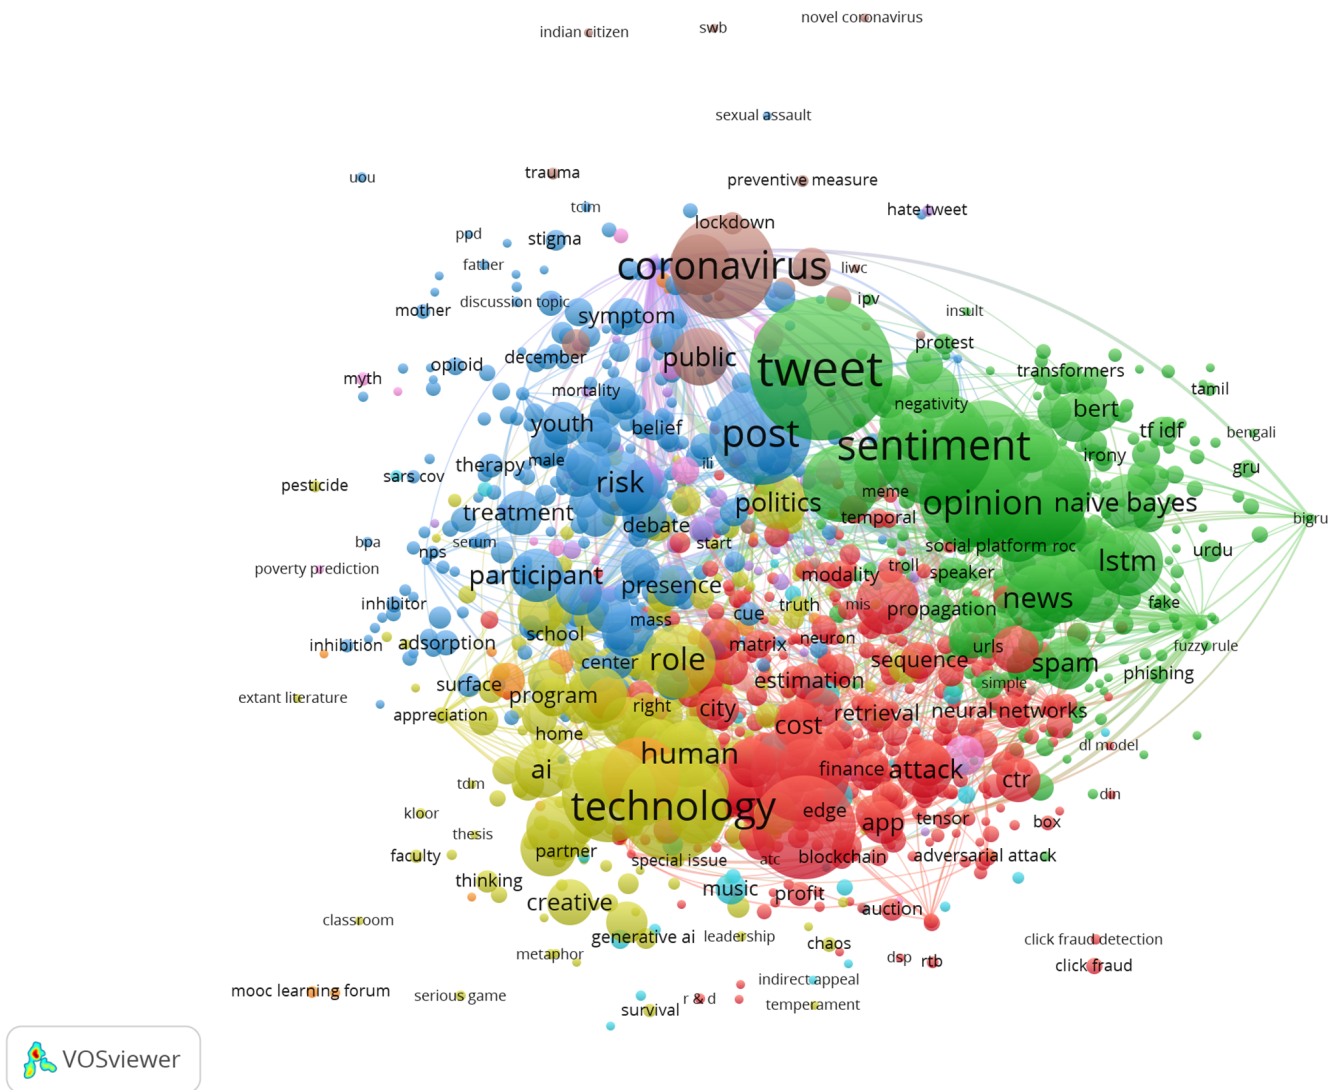 novel coronavirus
indian citizen
swb
sexual assault
uou
trauma
preventive measure
tcim
hate tweet
lockdown
ppd
stigma
father
coronavirus
liwc
mother
discussion topic
ipv
symptom
insult
december
public
protest
opioid
tweet
transformers
myth
mortality
tamil
negativity
bert
youth
belief
post
sentiment
tf idf
bengali
irony
therapy
male
ili
gru
sars cov
pesticide
risk
meme
politics
opinion
naive bayes
treatment
debate
temporal
bigru
bpa
serum
start
social platform
roc
nps
urdu
lstm
poverty prediction
participant
presence
modality
troll
speaker
inhibitor
truth
mis
propagation
news
fake
mass
cue
school
neuron
inhibition
adsorption
matrix
urls
fuzzy rule
center
role
sequence
spam
phishing
surface
estimation
simple
extant literature
program
right
city
appreciation
retrieval
neural networks
home
cost
human
dl model
ai
finance
attack
ctr
tdm
technology
din
kloor
edge
app
tensor
box
thesis
faculty
partner
special issue
atc
blockchain
adversarial attack
thinking
music
profit
creative
auction
classroom
generative ai
leadership
chaos
click fraud detection
metaphor
dsp
rtb
click fraud
indirect appeal
mooc learning forum
serious game
r & d
temperament
survival
VOSviewer